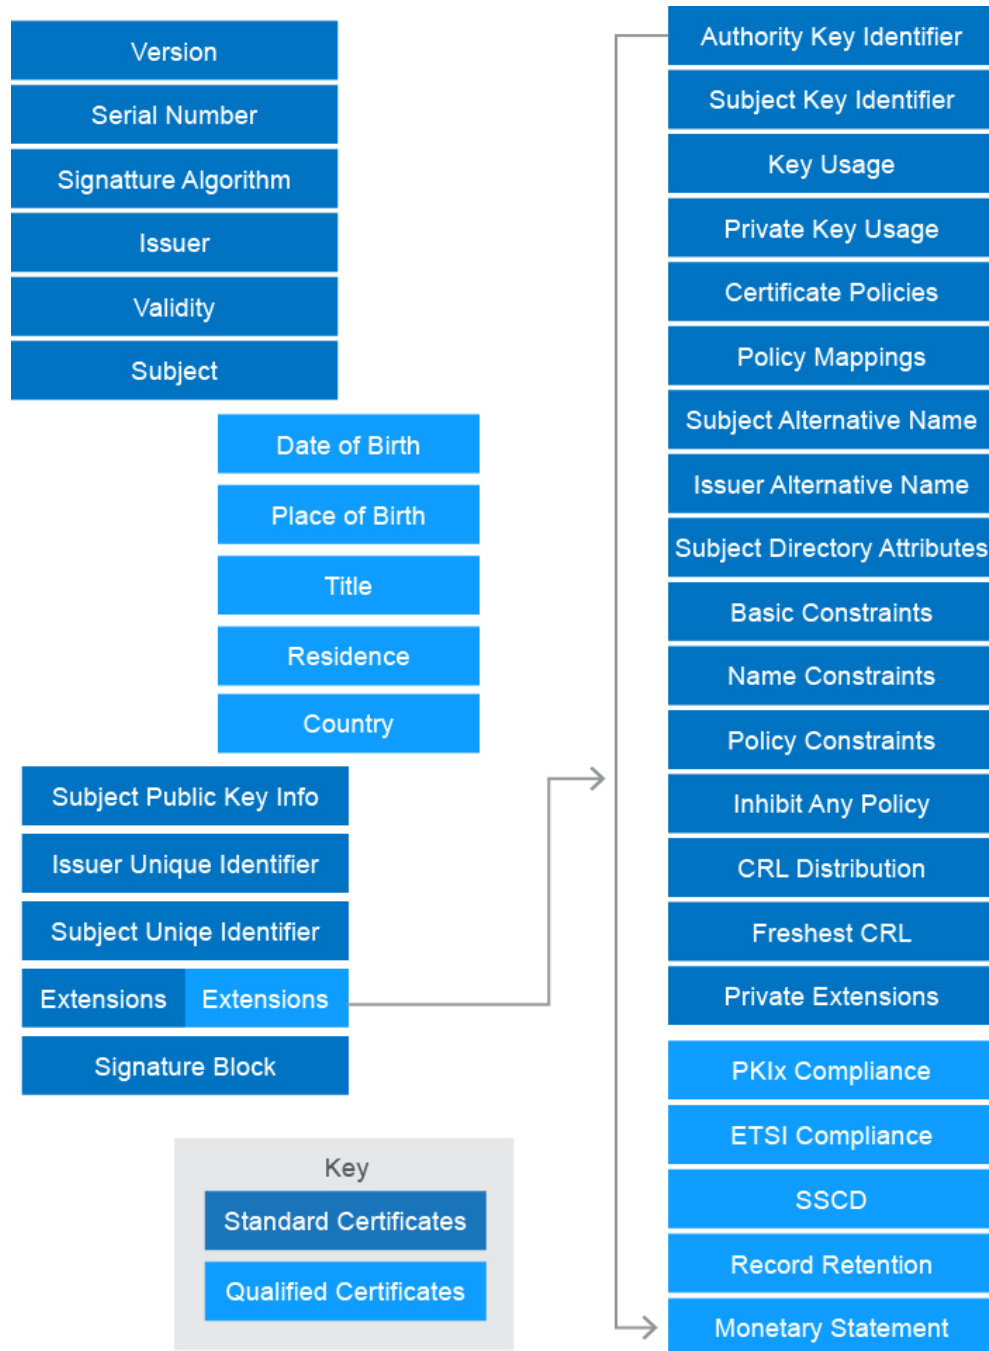 Version
Serial Number
Signatture Algorithm
Issuer
Validity
Subject
Date of Birth
Place of Birth
Title
Residence
Country
Subject Public Key Info
Issuer Unique Identifier
Subject Uniqe Identifier
Extensions Extensions
Signature Block
Key
Standard Certificates
Qualified Certificates
Authority Key Identifier
Subject Key Identifier
Key Usage
Private Key Usage
Certificate Policies
Policy Mappings
Subject Alternative Name
Issuer Alternative Name
Subject Directory Attributes
Basic Constraints
Name Constraints
Policy Constraints
Inhibit Any Policy
CRL Distribution
Freshest CRL
Private Extensions
PKIx Compliance
ETSI Compliance
SSCD
Record Retention
Monetary Statement